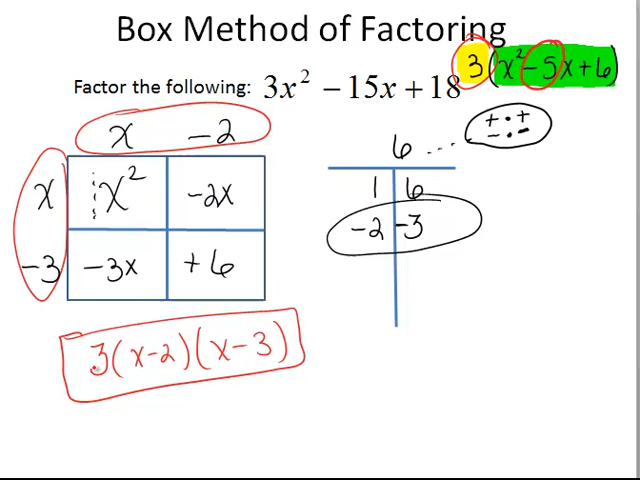 Box Method of Factoring
Factor the following: 3x² − 15x + 18
3(x²−5x+6)
x −2
x x² −2x
−3 −3x +6
6 ...
+ · +
− · −
1 6
−2 −3
3(x−2)(x−3)